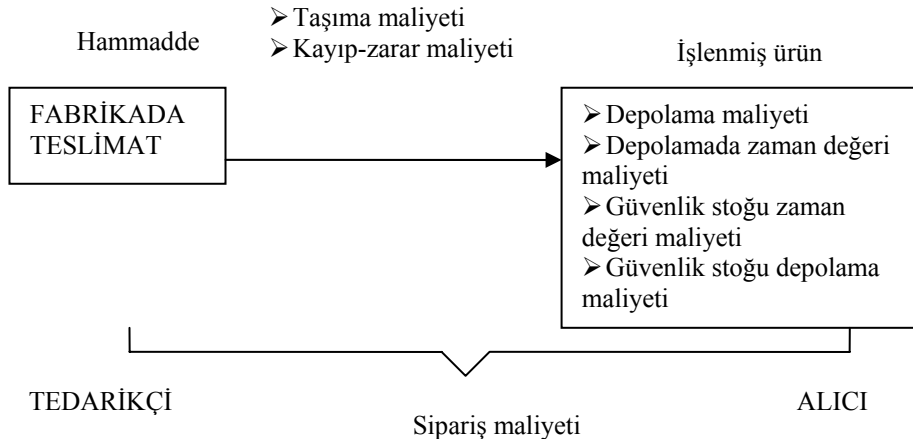 Hammadde
➢ Taşıma maliyeti
➢ Kayıp-zarar maliyeti
İşlenmiş ürün
FABRİKADA
TESLİMAT
➢ Depolama maliyeti
➢ Depolamada zaman değeri
maliyeti
➢ Güvenlik stoğu zaman
değeri maliyeti
➢ Güvenlik stoğu depolama
maliyeti
TEDARİKÇİ
Sipariş maliyeti
ALICI